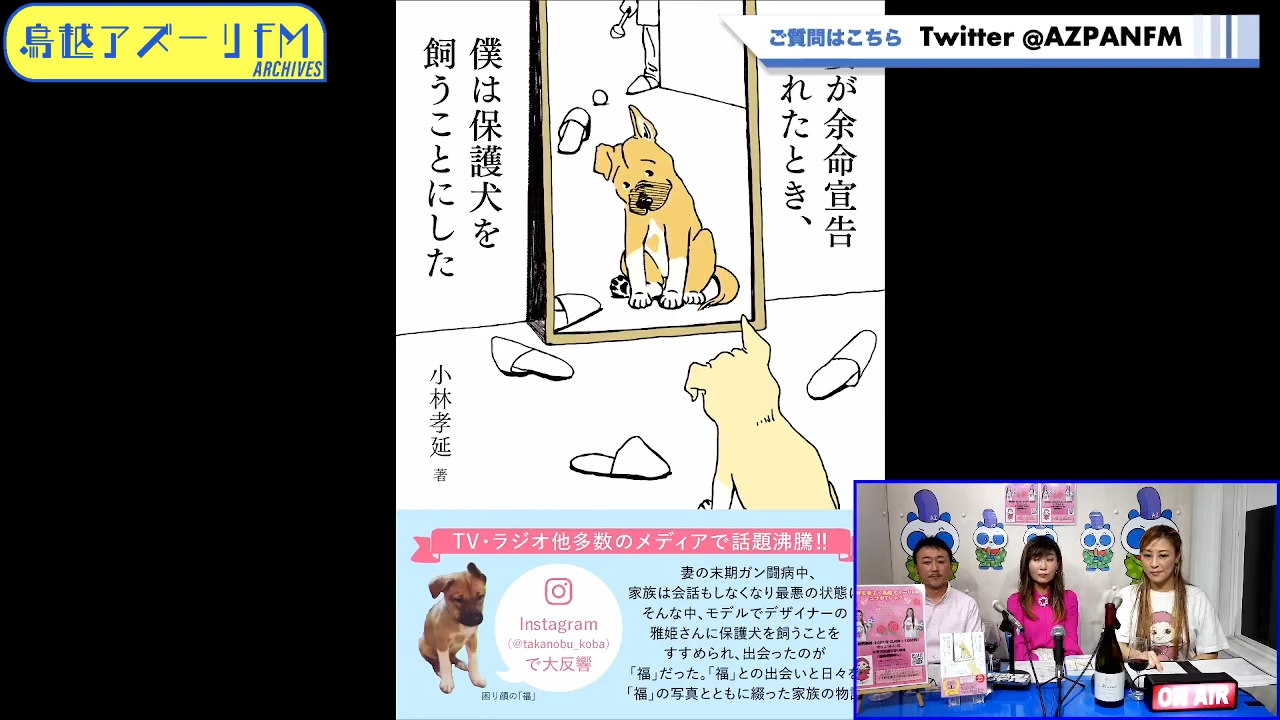 鳥越アズーリFM
ARCHIVES
ご質問はこちら Twitter @AZPANFM
が余命宣告
れたとき、
僕は保護犬を
飼うことにした
小林孝延 著
TV・ラジオ他多数のメディアで話題沸騰!!
Instagram
(@takanobu_koba)
で大反響
困り顔の「福」
妻の末期ガン闘病中、
家族は会話もしなくなり最悪の状態に
そんな中、モデルでデザイナーの
雅姫さんに保護犬を飼うことを
すすめられ、出会ったのが
「福」だった。「福」との出会いと日々を
「福」の写真とともに綴った家族の物
ON AIR